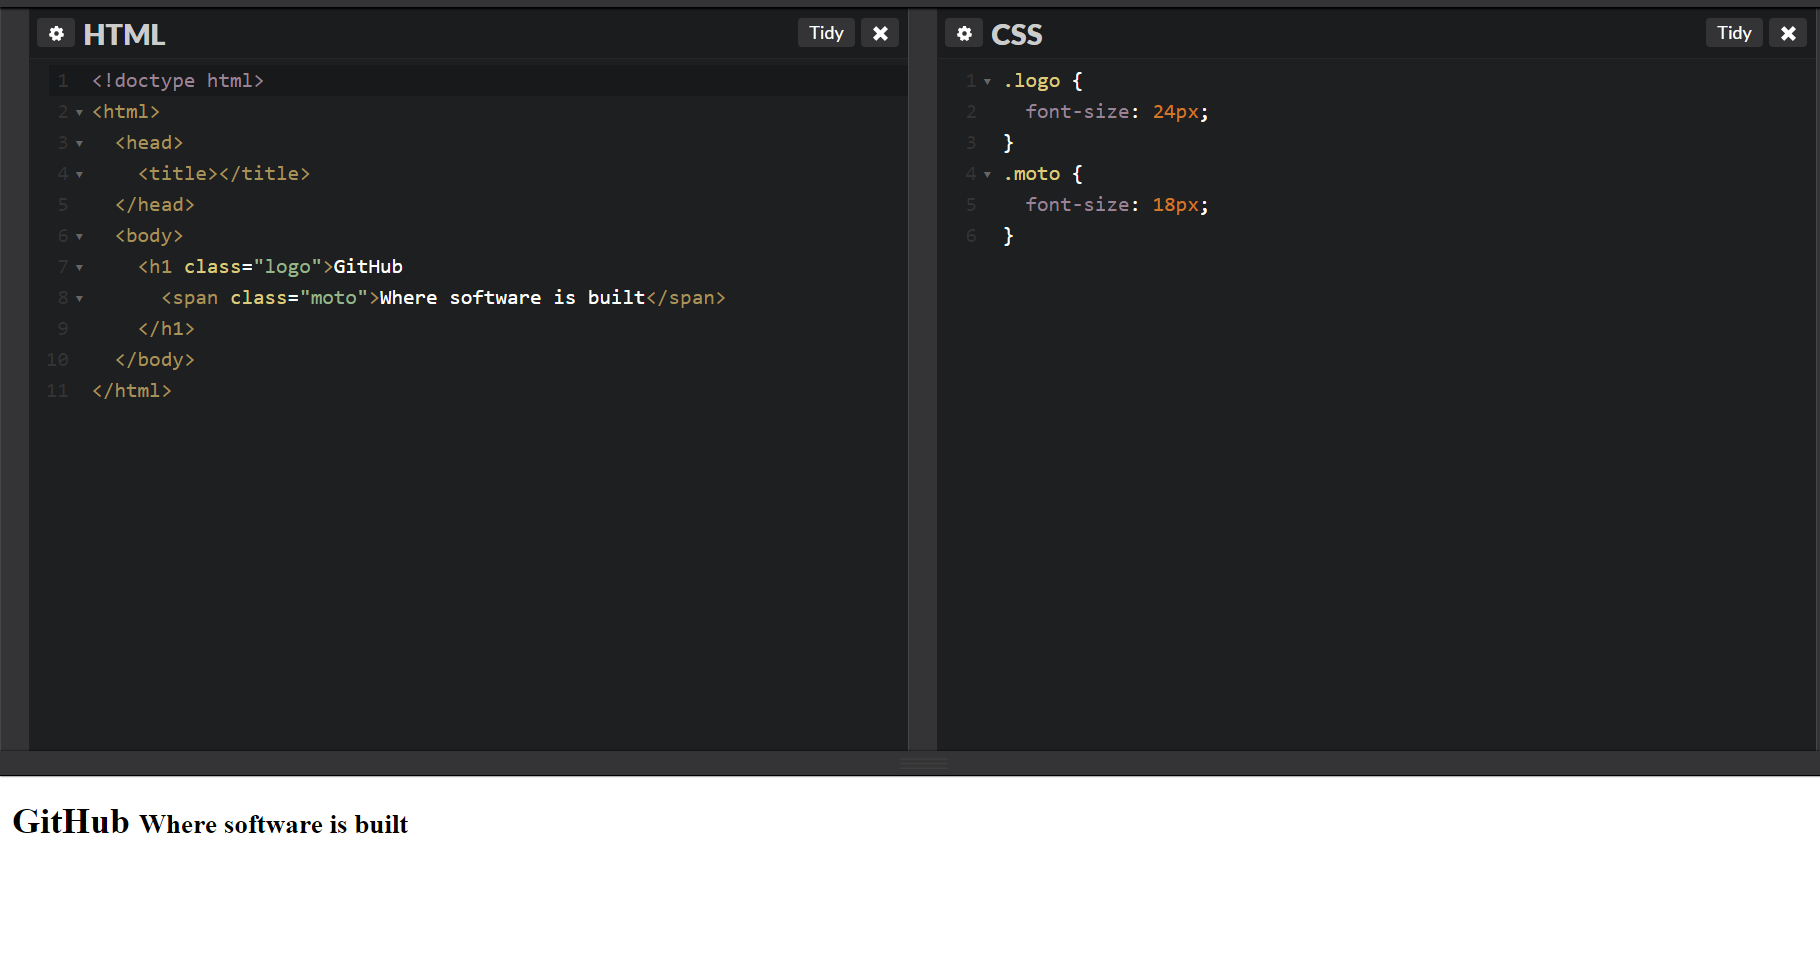 HTML Tidy
1 <!doctype html>
2 <html>
3 <head>
4 <title></title>
5 </head>
6 <body>
7 <h1 class="logo">GitHub
8 <span class="moto">Where software is built</span>
9 </h1>
10 </body>
11 </html>
CSS Tidy
1 .logo {
2 font-size: 24px;
3 }
4 .moto {
5 font-size: 18px;
6 }
GitHub Where software is built